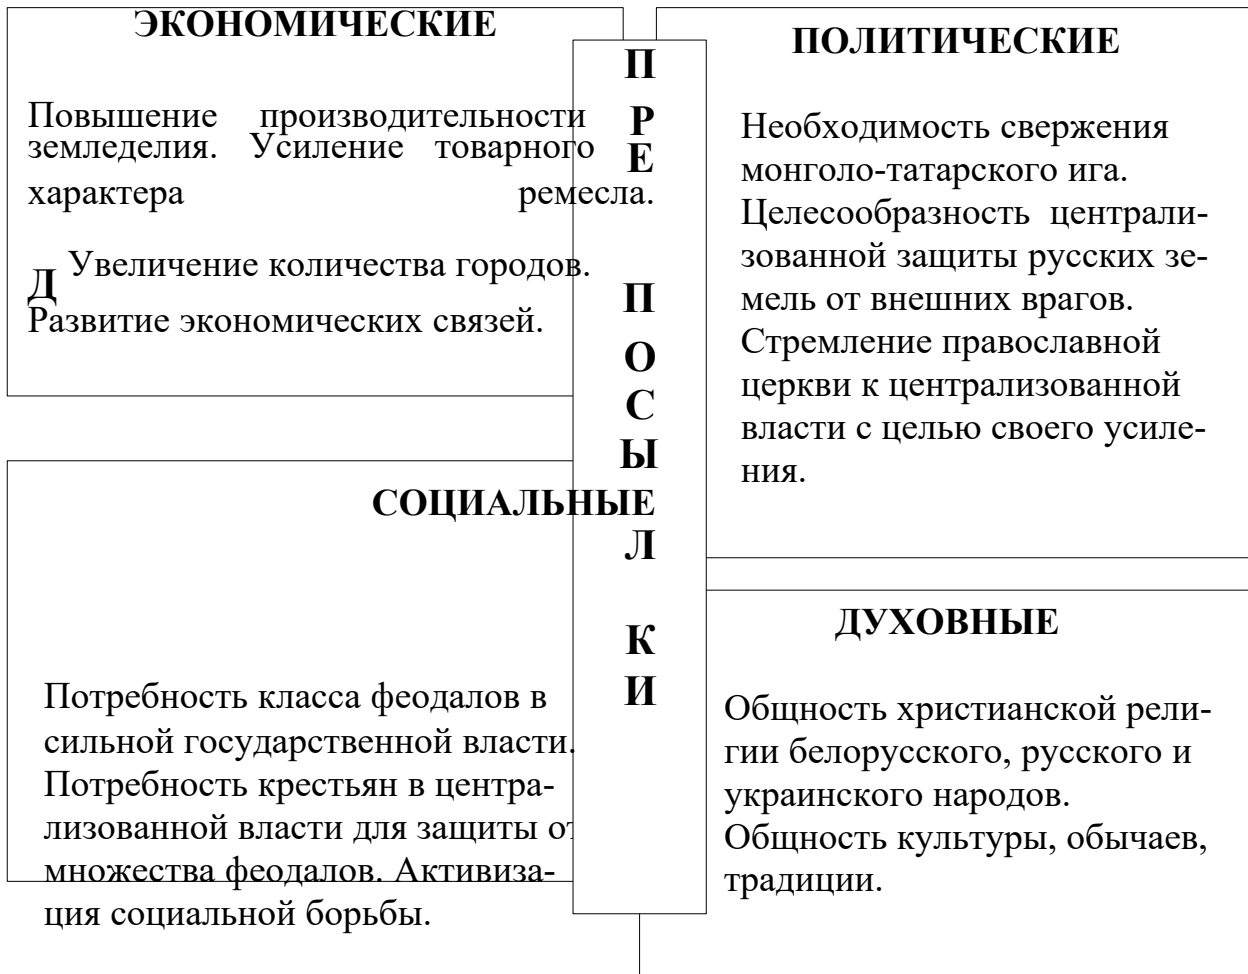 ЭКОНОМИЧЕСКИЕ
Повышение производительности
земледелия. Усиление товарного
характера ремесла.
Увеличение количества городов.
Д
Развитие экономических связей.
П
Р
Е
П
О
С
Ы
Л
К
И
ПОЛИТИЧЕСКИЕ
Необходимость свержения
монголо-татарского ига.
Целесообразность централи-
зованной защиты русских зе-
мель от внешних врагов.
Стремление православной
церкви к централизованной
власти с целью своего усиле-
ния.
СОЦИАЛЬНЫЕ
Потребность класса феодалов в
сильной государственной власти.
Потребность крестьян в центра-
лизованной власти для защиты от
множества феодалов. Активиза-
ция социальной борьбы.
ДУХОВНЫЕ
Общность христианской рели-
гии белорусского, русского и
украинского народов.
Общность культуры, обычаев,
традиции.